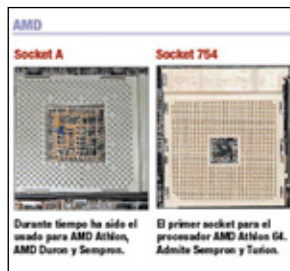 AMD
Socket A
Socket 754
Durante tiempo ha sido el
usado para AMD Athlon,
AMD Duron y Sempron.
El primer socket para el
procesador AMD Athlon 64.
Admite Sempron y Turion.